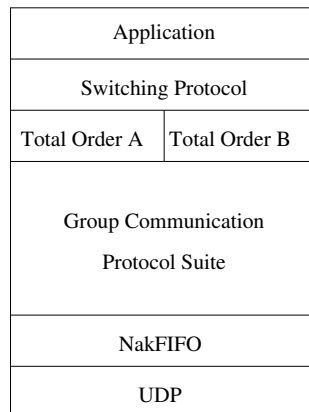 Application
Switching Protocol
Total Order A
Total Order B
Group Communication
Protocol Suite
NakFIFO
UDP